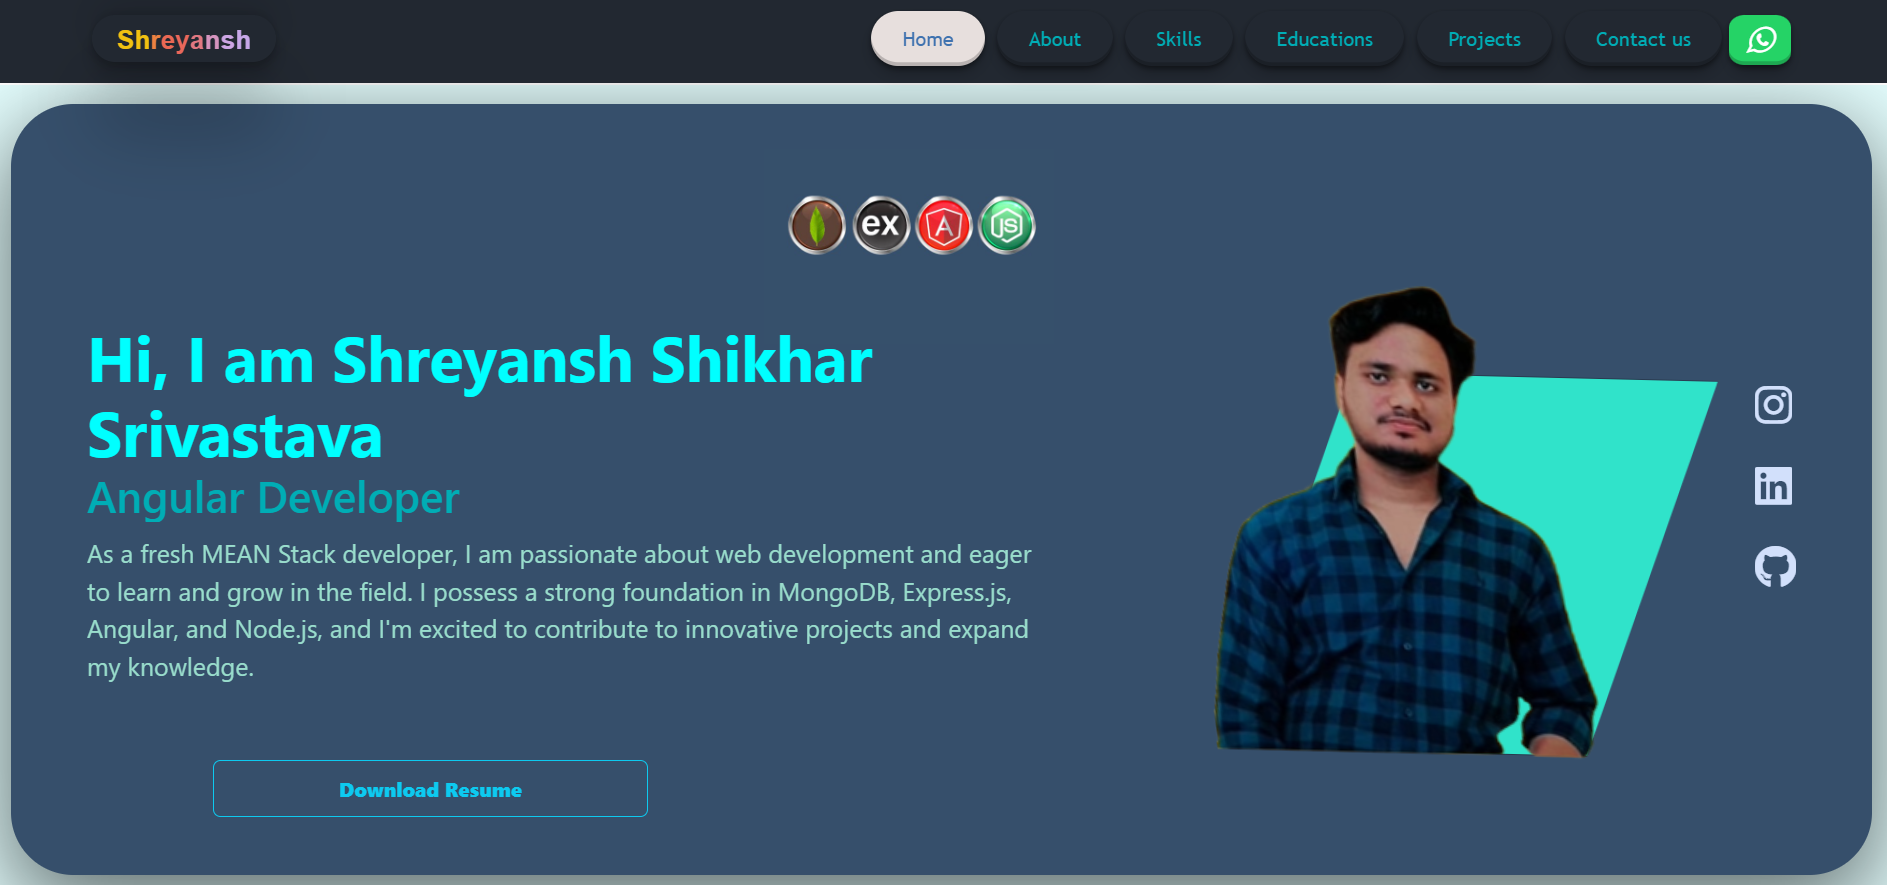 Shreyansh
Home About Skills Educations Projects Contact us
ex A JS
Hi, I am Shreyansh Shikhar
Srivastava
Angular Developer
As a fresh MEAN Stack developer, I am passionate about web development and eager
to learn and grow in the field. I possess a strong foundation in MongoDB, Express.js,
Angular, and Node.js, and I'm excited to contribute to innovative projects and expand
my knowledge.
in
Download Resume